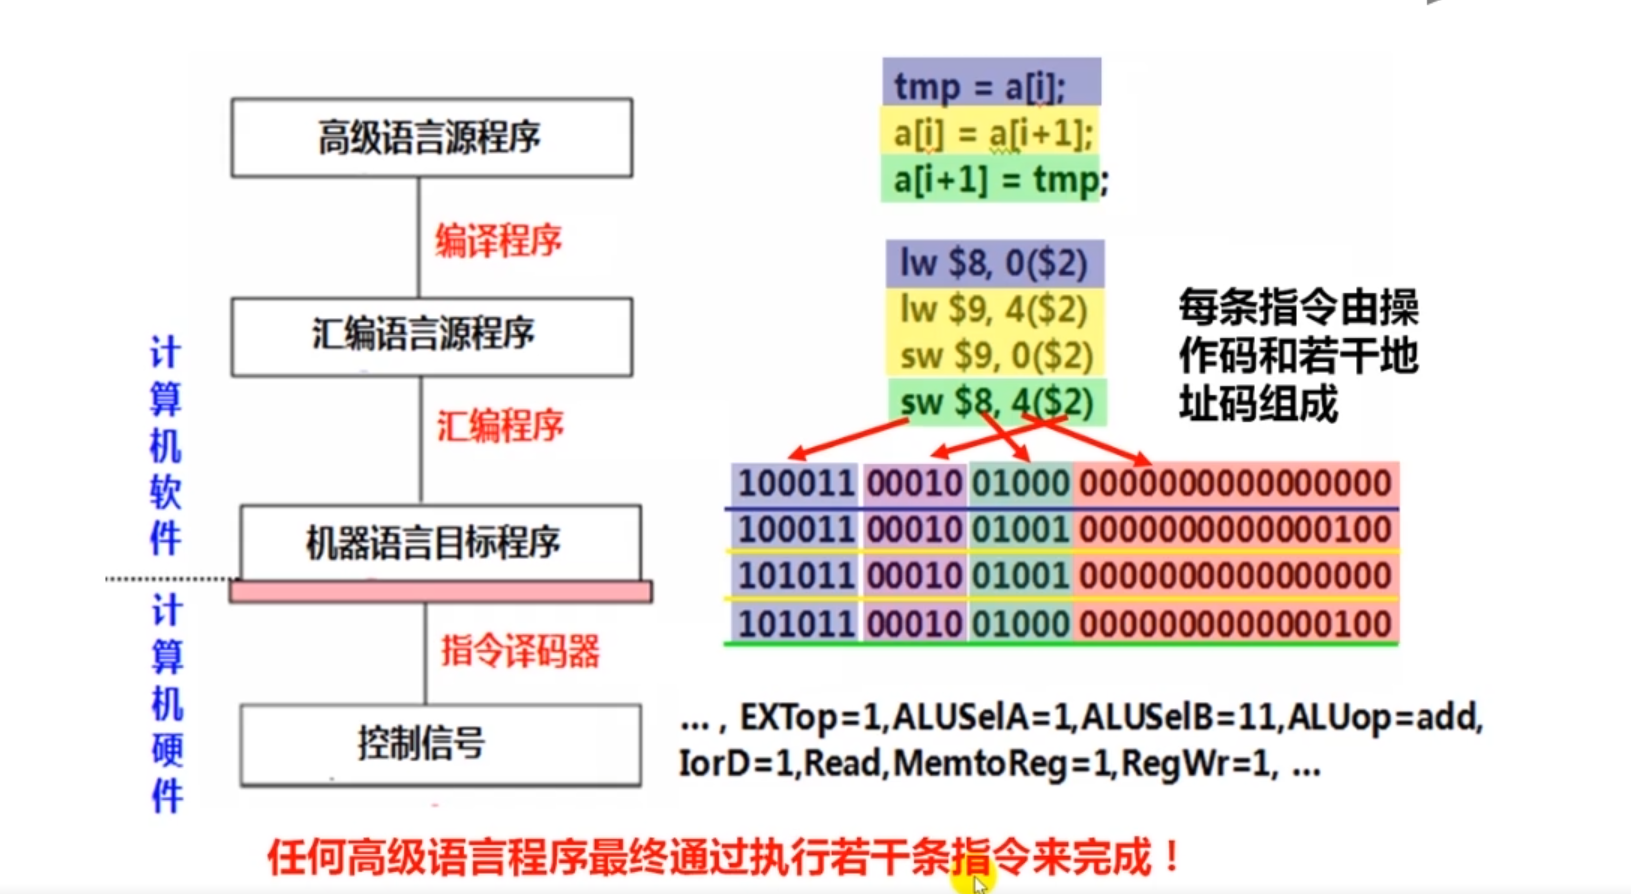 tmp = a[i];
a[i] = a[i+1];
a[i+1] = tmp;
高级语言源程序
编译程序
lw $8, 0($2)
lw $9, 4($2)
sw $9, 0($2)
sw $8, 4($2)
每条指令由操
作码和若干地
址码组成
汇编语言源程序
汇编程序
计算机软件
100011 00010 01000 0000000000000000
100011 00010 01001 0000000000000100
101011 00010 01001 0000000000000000
101011 00010 01000 0000000000000100
机器语言目标程序
计算机硬件
指令译码器
控制信号
... , EXTop=1,ALUSelA=1,ALUSelB=11,ALUop=add,
IorD=1,Read,MemtoReg=1,RegWr=1, ...
任何高级语言程序最终通过执行若干条指令来完成！